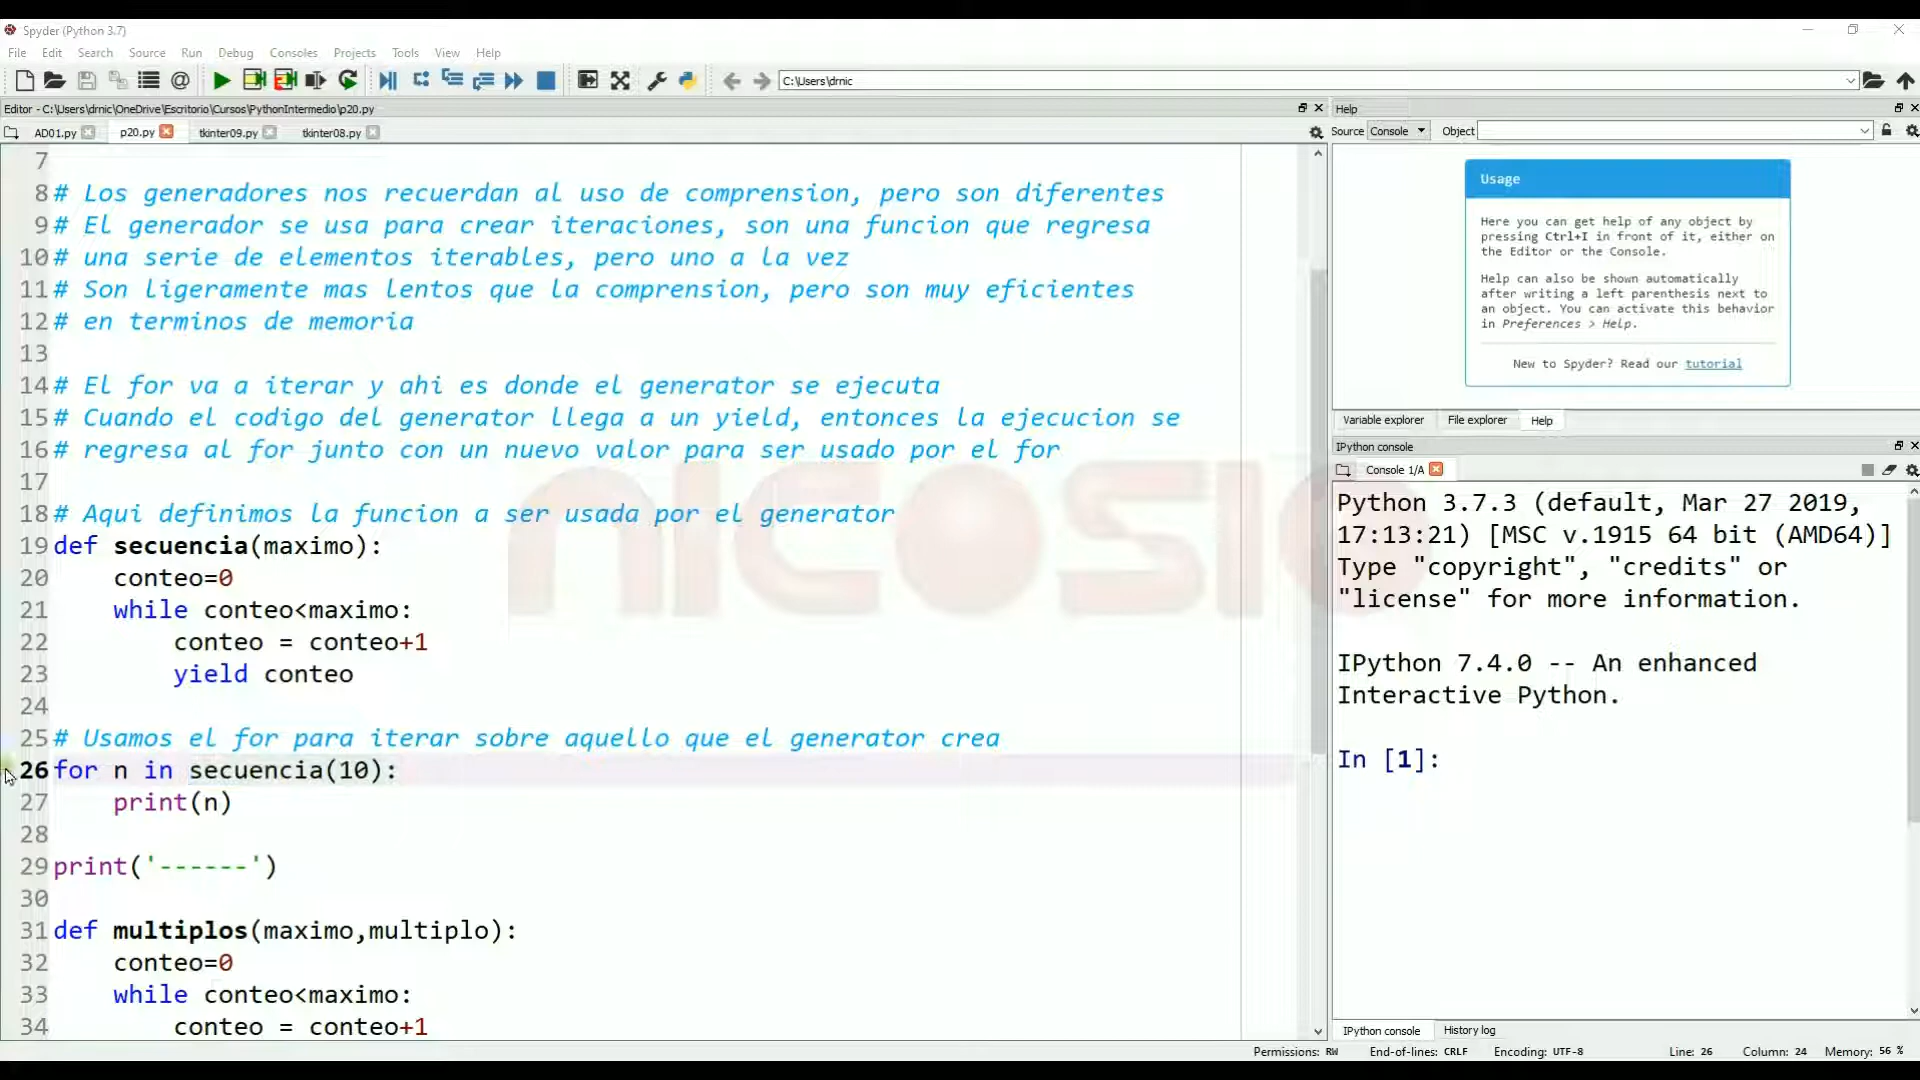 Spyder (Python 3.7)
File Edit Search Source Run Debug Consoles Projects Tools View Help
C:\Users\drnic
Editor - C:\Users\drnic\OneDrive\Escritorio\Cursos\PythonIntermedio\p20.py
AD01.py p20.py tkinter09.py tkinter08.py
7
8 # Los generadores nos recuerdan al uso de comprension, pero son diferentes
9 # El generador se usa para crear iteraciones, son una funcion que regresa
10 # una serie de elementos iterables, pero uno a la vez
11 # Son ligeramente mas lentos que la comprension, pero son muy eficientes
12 # en terminos de memoria
13
14 # El for va a iterar y ahi es donde el generator se ejecuta
15 # Cuando el codigo del generator llega a un yield, entonces la ejecucion se
16 # regresa al for junto con un nuevo valor para ser usado por el for
17
18 # Aqui definimos la funcion a ser usada por el generator
19 def secuencia(maximo):
20 conteo=0
21 while conteo<maximo:
22 conteo = conteo+1
23 yield conteo
24
25 # Usamos el for para iterar sobre aquello que el generator crea
26 for n in secuencia(10):
27 print(n)
28
29 print('------')
30
31 def multiplos(maximo,multiplo):
32 conteo=0
33 while conteo<maximo:
34 conteo = conteo+1
NICOSIO
Help
Source Console Object
Usage
Here you can get help of any object by
pressing Ctrl+I in front of it, either on
the Editor or the Console.
Help can also be shown automatically
after writing a left parenthesis next to
an object. You can activate this behavior
in Preferences > Help.
New to Spyder? Read our tutorial
Variable explorer File explorer Help
IPython console
Console 1/A
Python 3.7.3 (default, Mar 27 2019,
17:13:21) [MSC v.1915 64 bit (AMD64)]
Type "copyright", "credits" or
"license" for more information.
IPython 7.4.0 -- An enhanced
Interactive Python.
In [1]:
IPython console History log
Permissions: RW End-of-lines: CRLF Encoding: UTF-8 Line: 26 Column: 24 Memory: 56 %